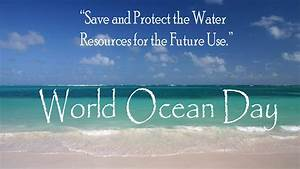 “Save and Protect the Water
Resources for the Future Use.”
World Ocean Day